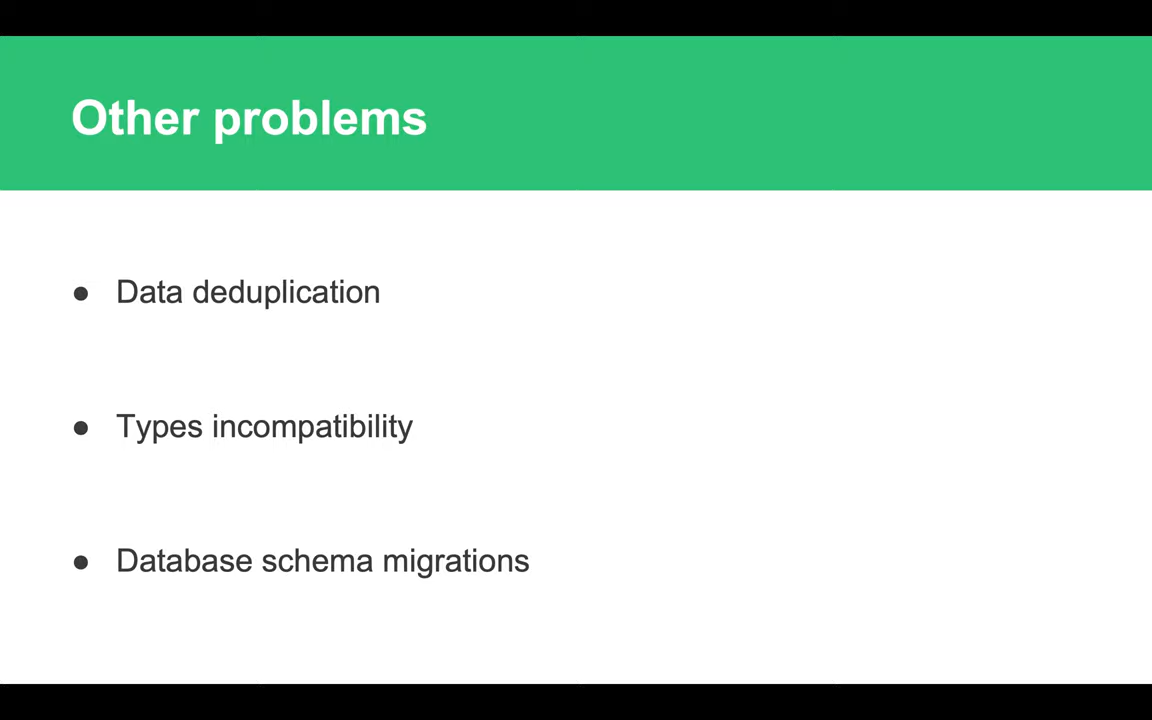 Other problems
● Data deduplication
● Types incompatibility
● Database schema migrations